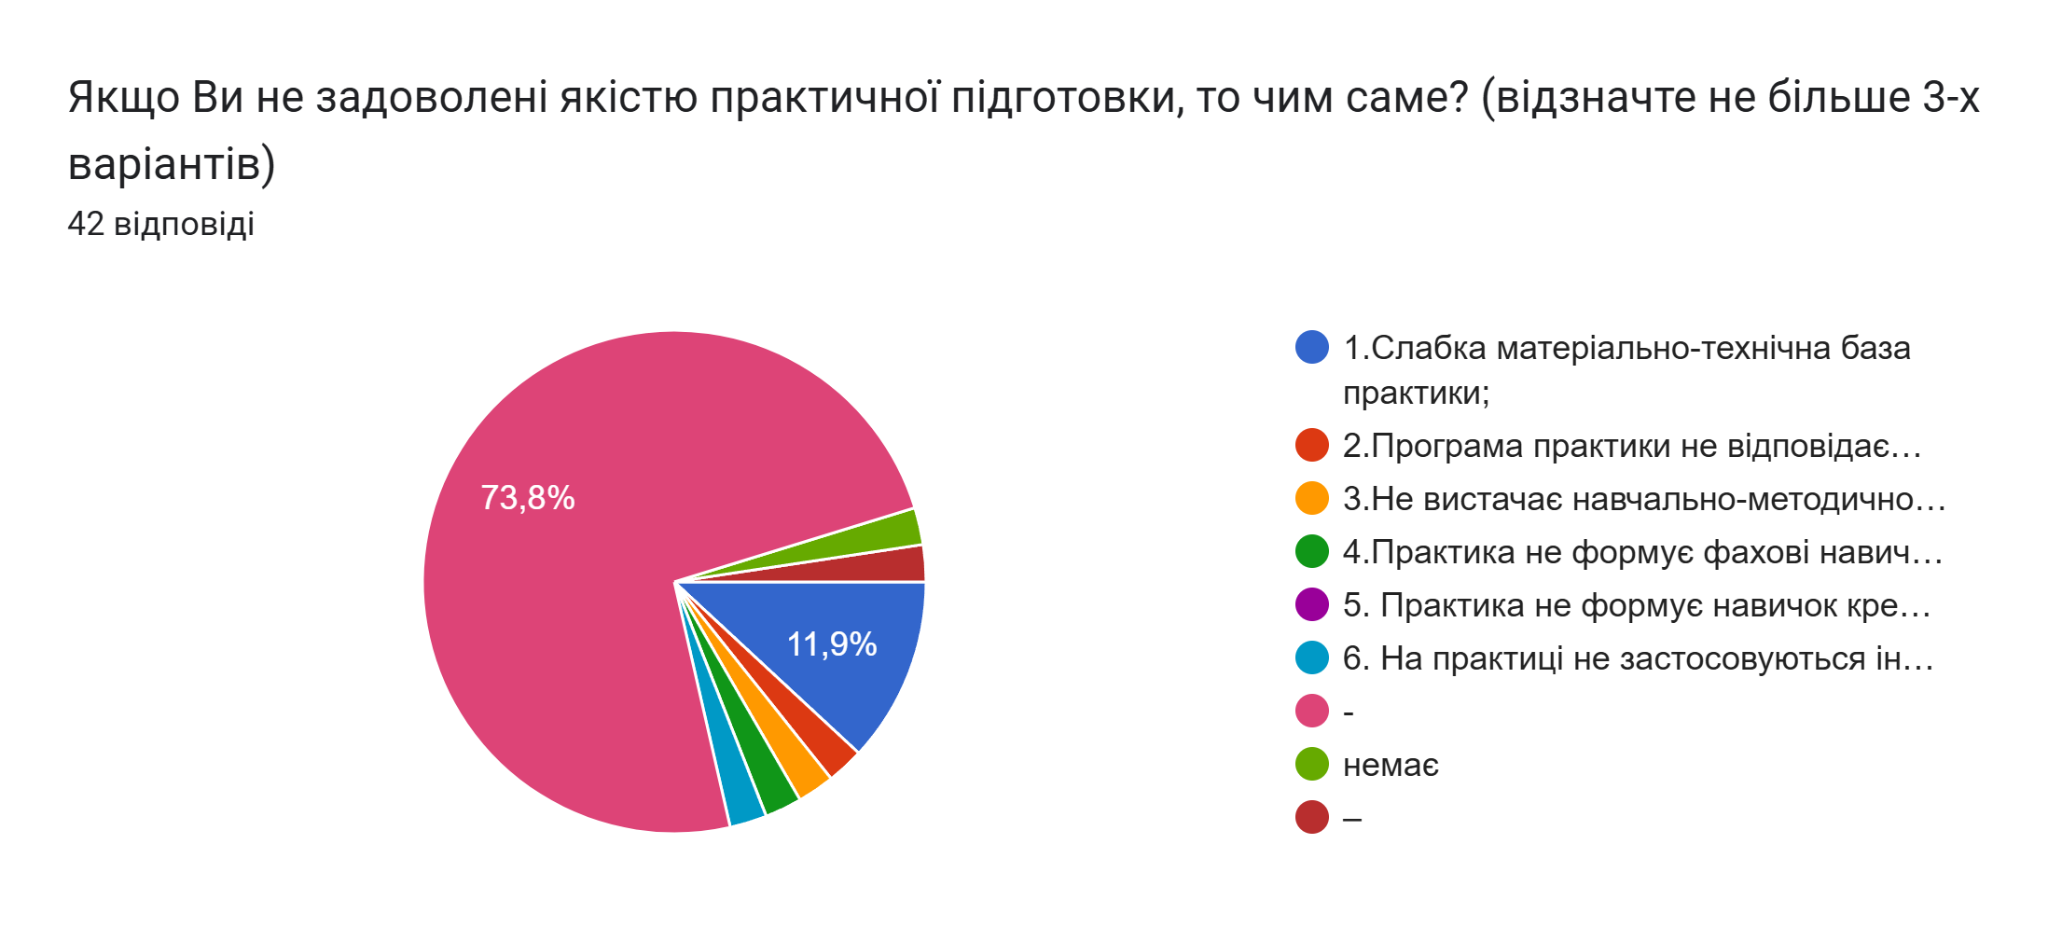 Якщо Ви не задоволені якістю практичної підготовки, то чим саме? (відзначте не більше 3-х
варіантів)
42 відповіді
73,8%
11,9%
1.Слабка матеріально-технічна база
практики;
2.Програма практики не відповідає…
3.Не вистачає навчально-методично…
4.Практика не формує фахові навич…
5. Практика не формує навичок кре…
6. На практиці не застосовуються ін…
-
немає
–